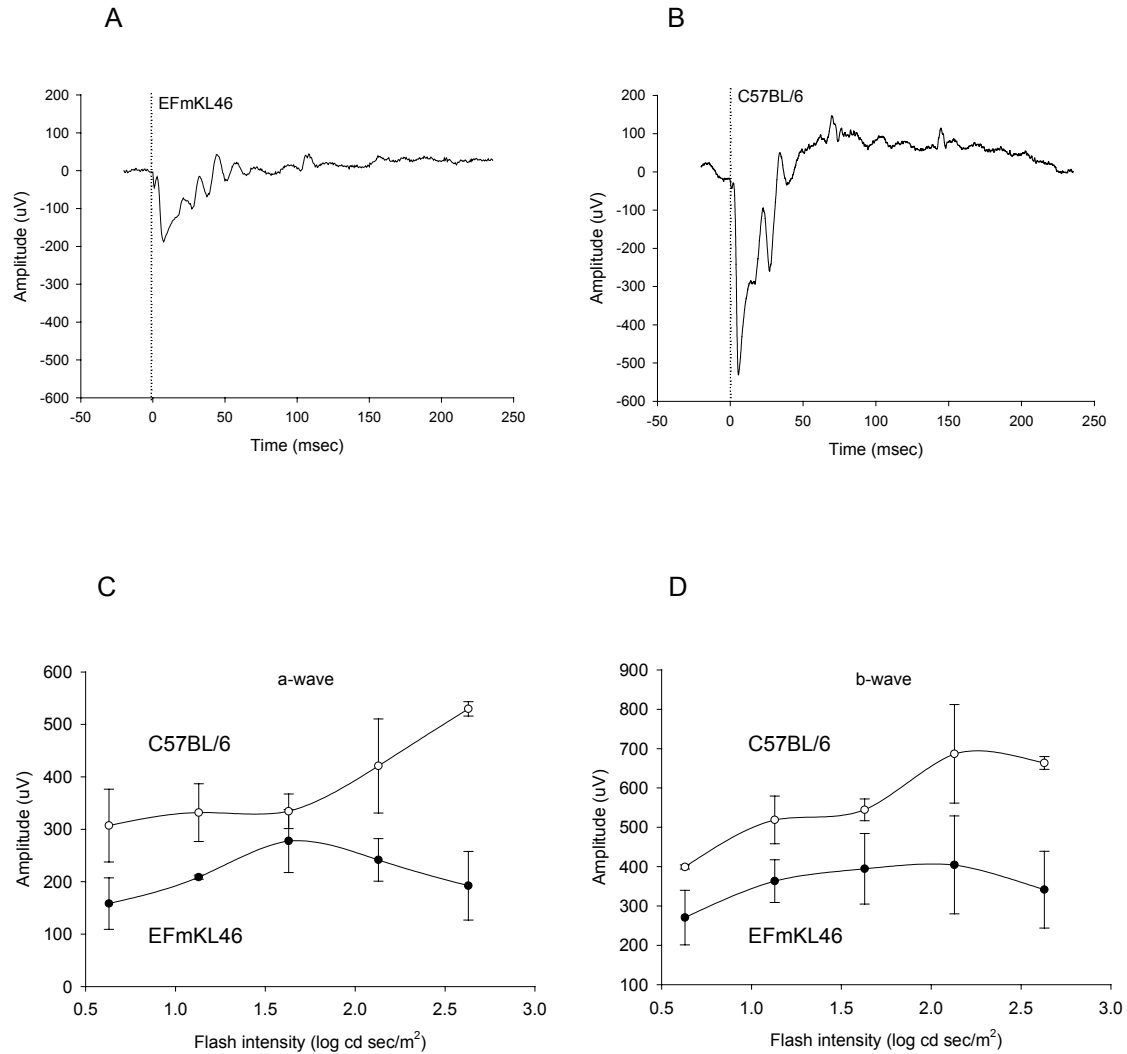 A
EFmKL46
200
100
0
-100
-200
-300
-400
-500
-600
Amplitude (uV)
-50 0 50 100 150 200 250
Time (msec)
B
C57BL/6
200
100
0
-100
-200
-300
-400
-500
-600
Amplitude (uV)
-50 0 50 100 150 200 250
Time (msec)
C
a-wave
C57BL/6
EFmKL46
600
500
400
300
200
100
0
Amplitude (uV)
0.5 1.0 1.5 2.0 2.5 3.0
Flash intensity (log cd sec/m²)
D
b-wave
C57BL/6
EFmKL46
900
800
700
600
500
400
300
200
100
Amplitude (uV)
0.5 1.0 1.5 2.0 2.5 3.0
Flash intensity (log cd sec/m²)